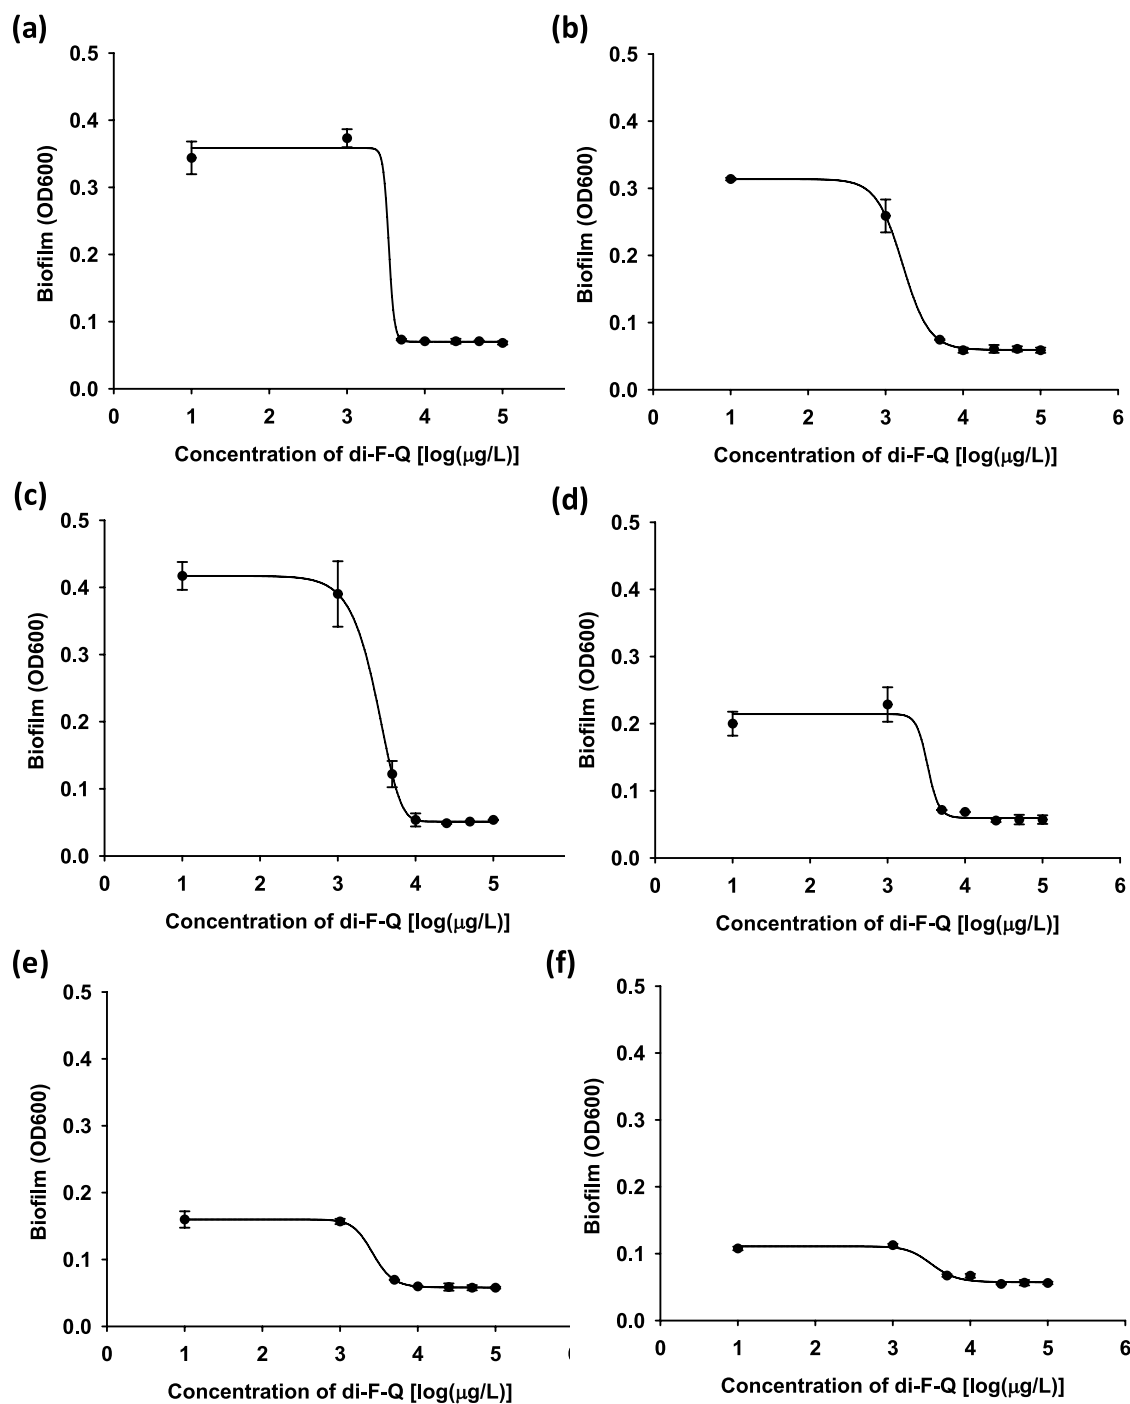 (a)
0.5
0.4
0.3
0.2
0.1
0.0
Biofilm (OD600)
0 1 2 3 4 5
Concentration of di-F-Q [log(μg/L)]
(b)
0.5
0.4
0.3
0.2
0.1
0.0
Biofilm (OD600)
0 1 2 3 4 5 6
Concentration of di-F-Q [log(μg/L)]
(c)
0.5
0.4
0.3
0.2
0.1
0.0
Biofilm (OD600)
0 1 2 3 4 5
Concentration of di-F-Q [log(μg/L)]
(d)
0.5
0.4
0.3
0.2
0.1
0.0
Biofilm (OD600)
0 1 2 3 4 5 6
Concentration of di-F-Q [log(μg/L)]
(e)
0.5
0.4
0.3
0.2
0.1
0.0
Biofilm (OD600)
0 1 2 3 4 5
Concentration of di-F-Q [log(μg/L)]
(f)
0.5
0.4
0.3
0.2
0.1
0.0
Biofilm (OD600)
0 1 2 3 4 5 6
Concentration of di-F-Q [log(μg/L)]